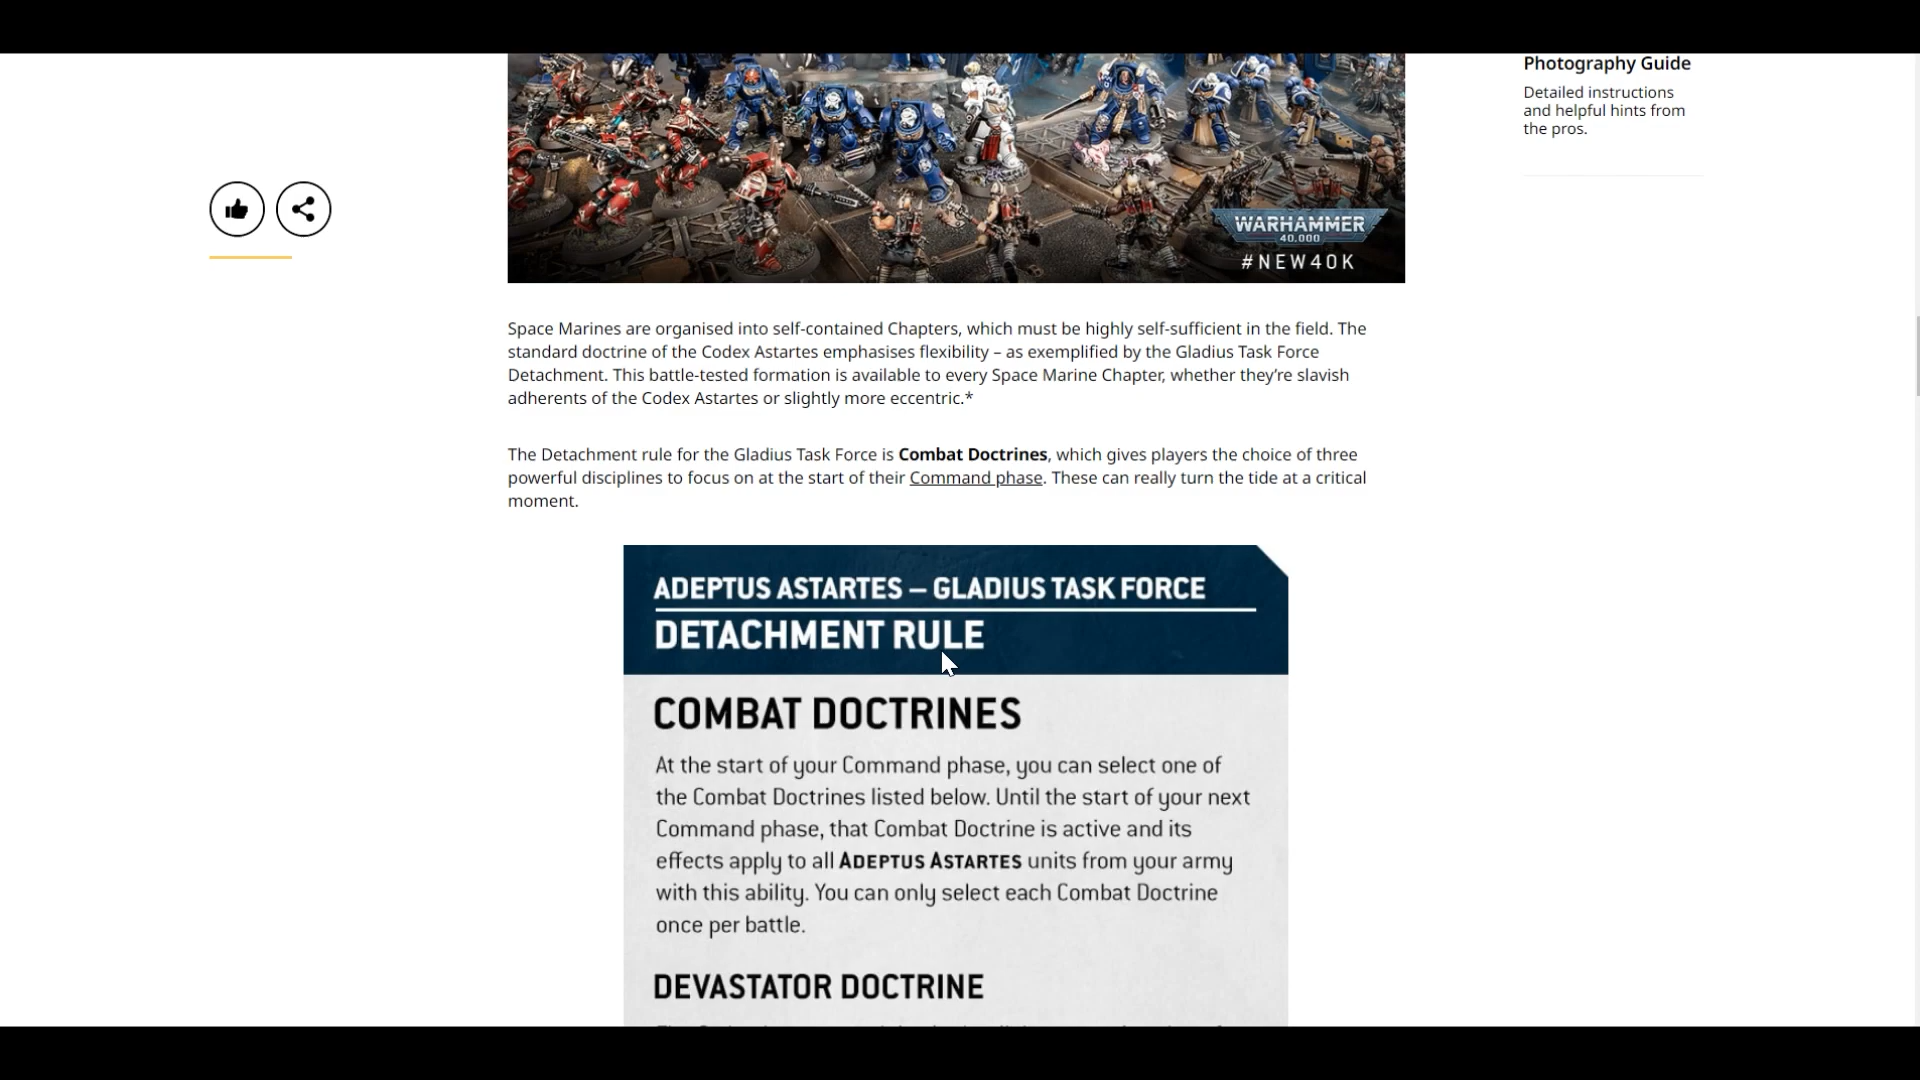 Photography Guide
Detailed instructions
and helpful hints from
the pros.
WARHAMMER
40,000
#NEW40K
Space Marines are organised into self-contained Chapters, which must be highly self-sufficient in the field. The
standard doctrine of the Codex Astartes emphasises flexibility – as exemplified by the Gladius Task Force
Detachment. This battle-tested formation is available to every Space Marine Chapter, whether they’re slavish
adherents of the Codex Astartes or slightly more eccentric.*
The Detachment rule for the Gladius Task Force is Combat Doctrines, which gives players the choice of three
powerful disciplines to focus on at the start of their Command phase. These can really turn the tide at a critical
moment.
ADEPTUS ASTARTES – GLADIUS TASK FORCE
DETACHMENT RULE
COMBAT DOCTRINES
At the start of your Command phase, you can select one of
the Combat Doctrines listed below. Until the start of your next
Command phase, that Combat Doctrine is active and its
effects apply to all ADEPTUS ASTARTES units from your army
with this ability. You can only select each Combat Doctrine
once per battle.
DEVASTATOR DOCTRINE